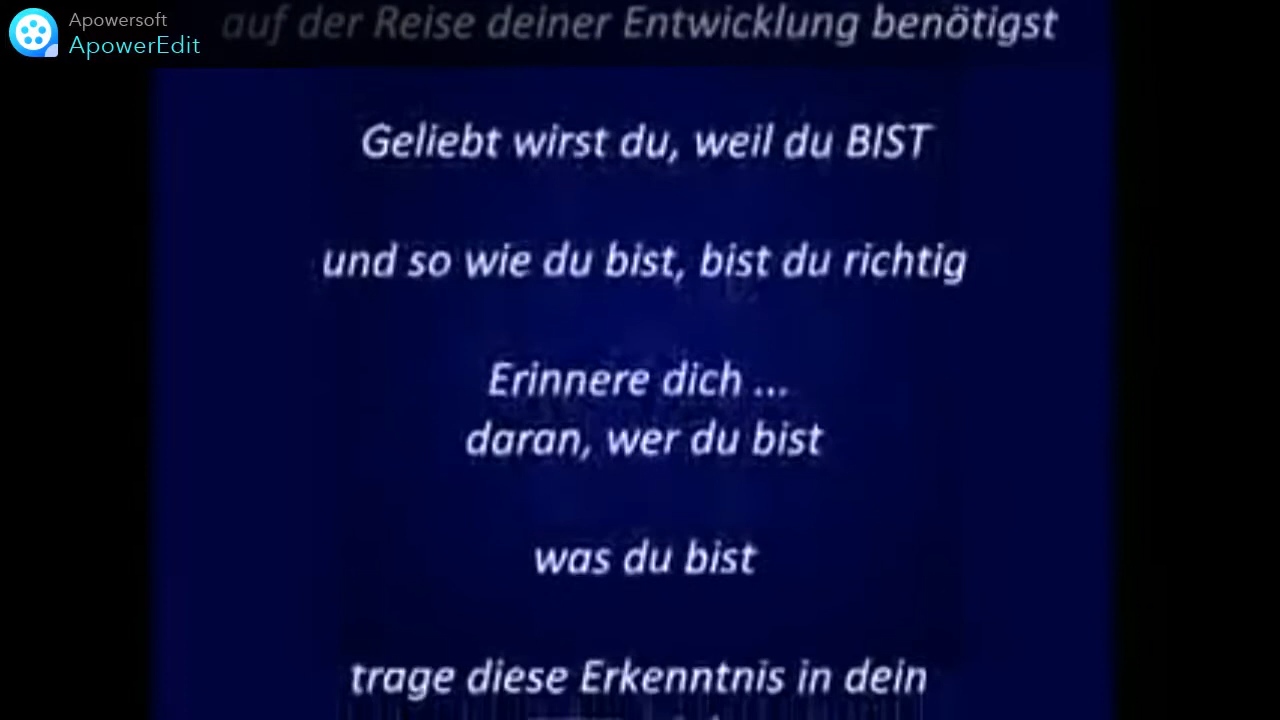 Apowersoft
ApowerEdit
auf der Reise deiner Entwicklung benötigst
Geliebt wirst du, weil du BIST
und so wie du bist, bist du richtig
Erinnere dich ...
daran, wer du bist
was du bist
trage diese Erkenntnis in dein